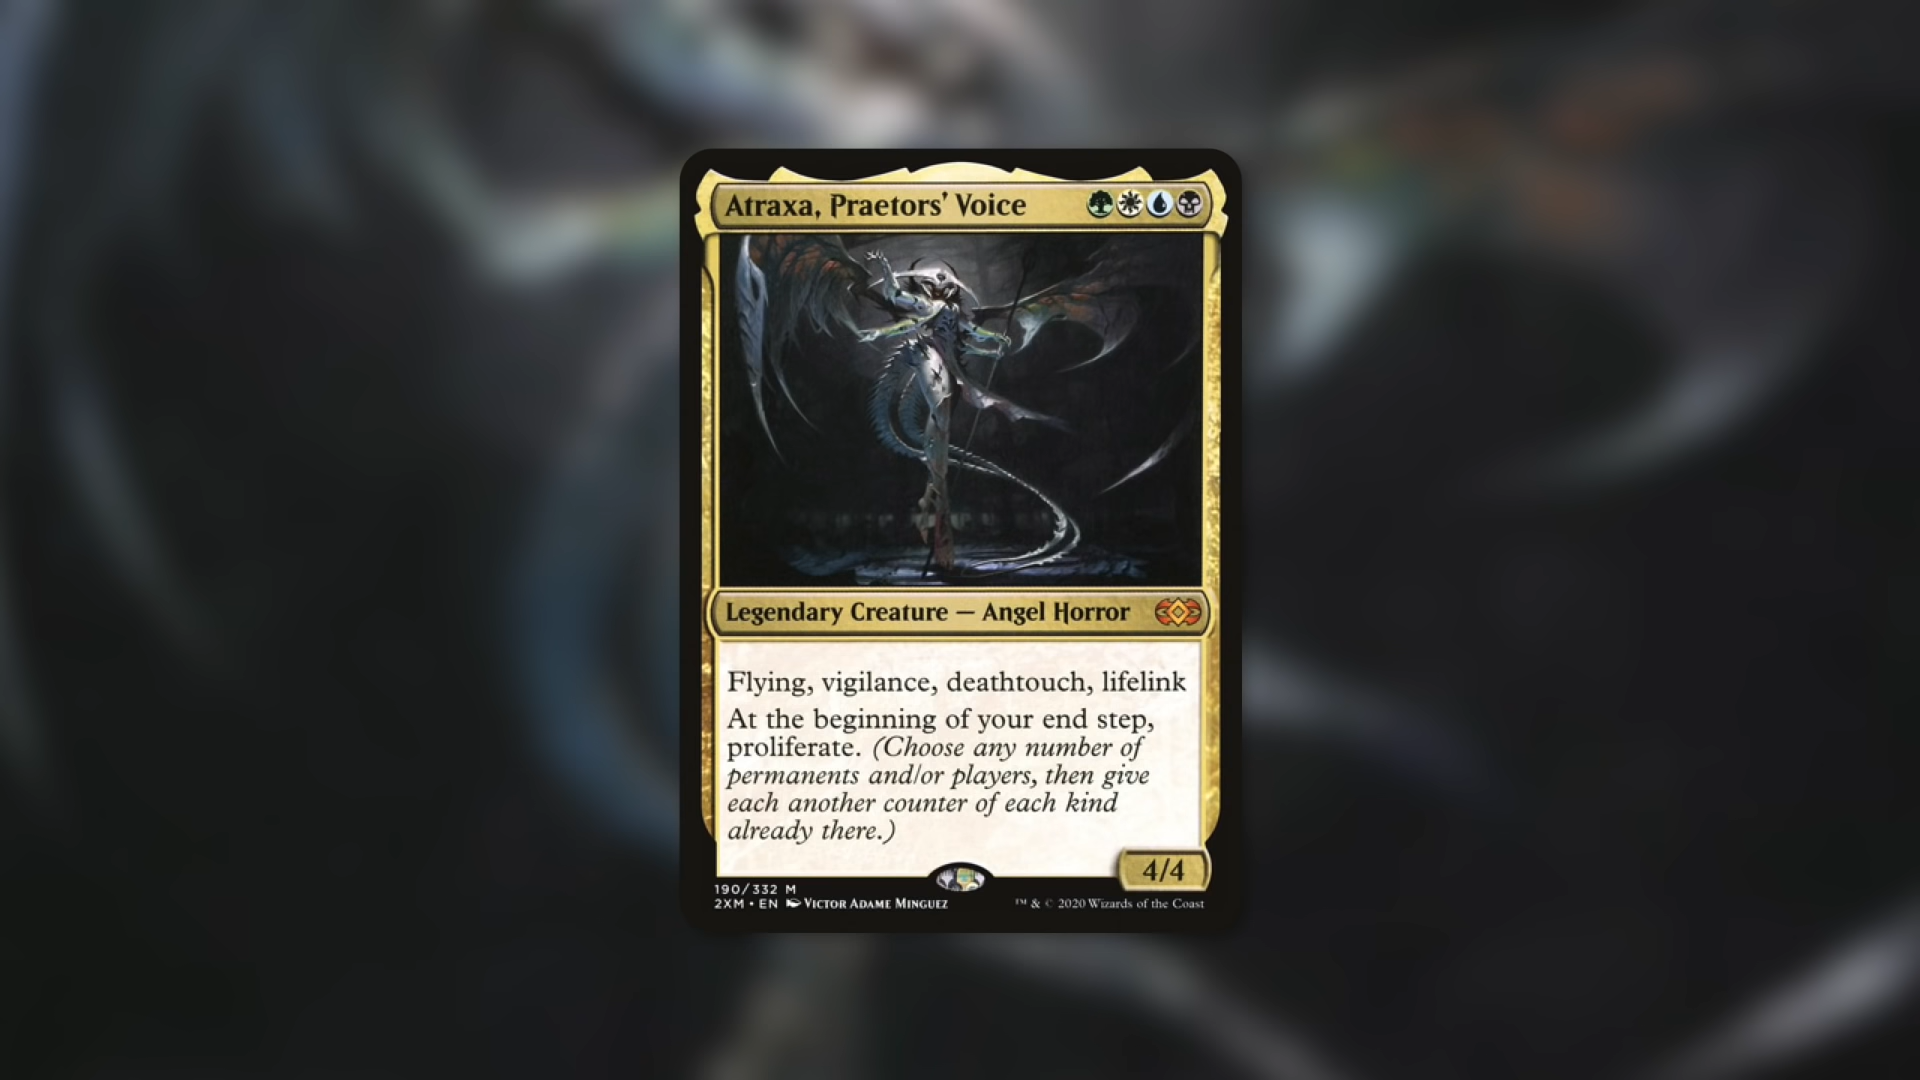 Atraxa, Praetors' Voice
Legendary Creature — Angel Horror
Flying, vigilance, deathtouch, lifelink
At the beginning of your end step,
proliferate. (Choose any number of
permanents and/or players, then give
each another counter of each kind
already there.)
4/4
190/332 M
2XM • EN Victor Adame Minguez
™ & © 2020 Wizards of the Coast